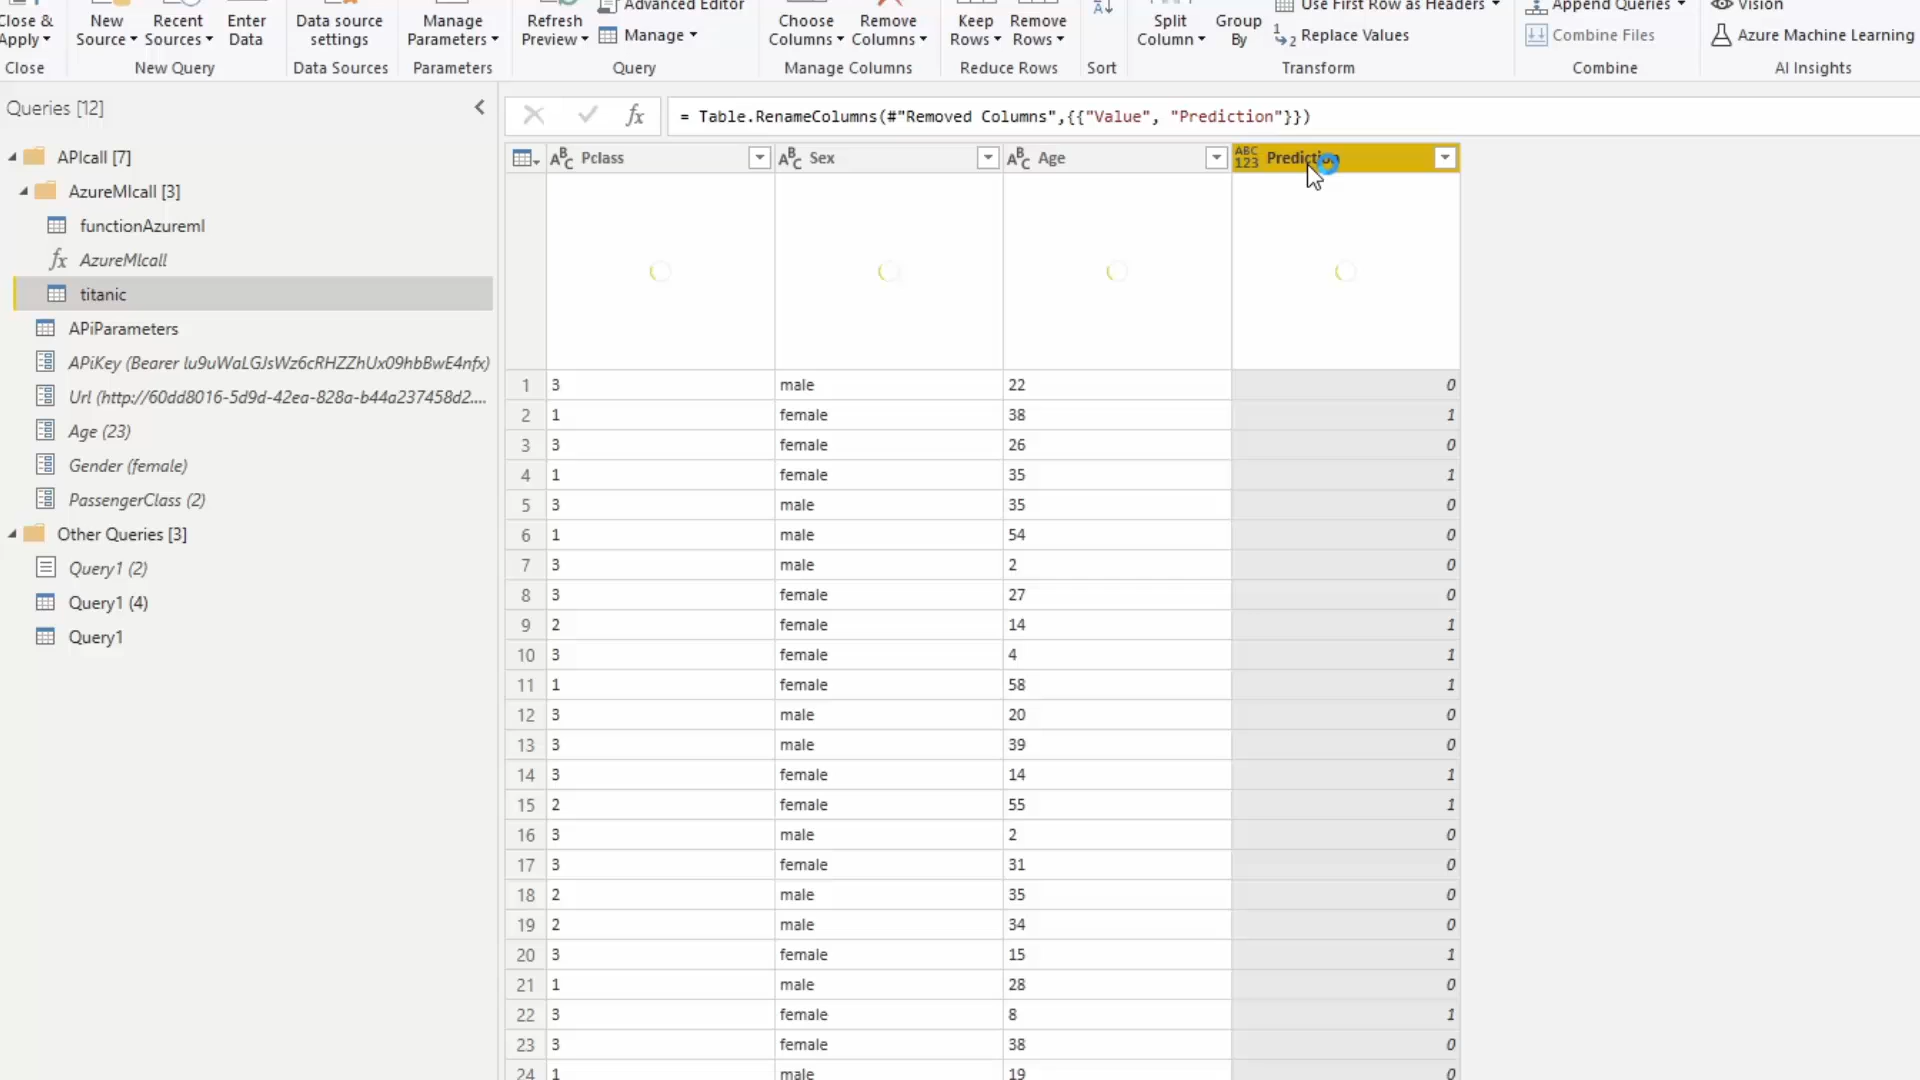 Close & Apply
New Source
Recent Sources
Enter Data
Data source settings
Manage Parameters
Refresh Preview
Advanced Editor
Manage
Choose Columns
Remove Columns
Keep Rows
Remove Rows
Split Column
Group By
Use First Row as Headers
1 2 Replace Values
Append Queries
Combine Files
Vision
Azure Machine Learning
Close
New Query
Data Sources
Parameters
Query
Manage Columns
Reduce Rows
Sort
Transform
Combine
AI Insights
Queries [12]
APIcall [7]
AzureMlcall [3]
functionAzureml
fx AzureMlcall
titanic
APiParameters
APiKey (Bearer lu9uWaLGJsWz6cRHZZhUx09hbBwE4nfx)
Url (http://60dd8016-5d9d-42ea-828a-b44a237458d2....
Age (23)
Gender (female)
PassengerClass (2)
Other Queries [3]
Query1 (2)
Query1 (4)
Query1
fx = Table.RenameColumns(#"Removed Columns",{{"Value", "Prediction"}})
ABC Pclass ABC Sex ABC Age ABC 123 Prediction
1 3 male 22 0
2 1 female 38 1
3 3 female 26 0
4 1 female 35 1
5 3 male 35 0
6 1 male 54 0
7 3 male 2 0
8 3 female 27 0
9 2 female 14 1
10 3 female 4 1
11 1 female 58 1
12 3 male 20 0
13 3 male 39 0
14 3 female 14 1
15 2 female 55 1
16 3 male 2 0
17 3 female 31 0
18 2 male 35 0
19 2 male 34 0
20 3 female 15 1
21 1 male 28 0
22 3 female 8 1
23 3 female 38 0
24 1 male 19 0